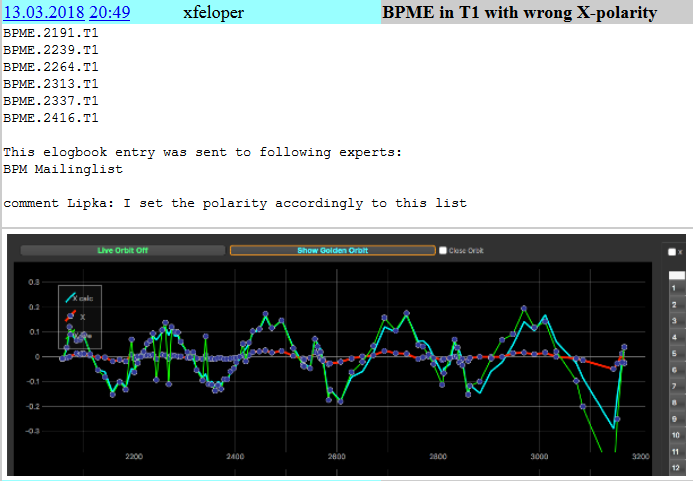 13.03.2018 20:49 xfeloper BPME in T1 with wrong X-polarity
BPME.2191.T1
BPME.2239.T1
BPME.2264.T1
BPME.2313.T1
BPME.2337.T1
BPME.2416.T1
This elogbook entry was sent to following experts:
BPM Mailinglist
comment Lipka: I set the polarity accordingly to this list
Live Orbit Off Show Golden Orbit Close Orbit X
0.3
X calc
0.2
X
0.1
0
-0.1
-0.2
-0.3
2200 2400 2600 2800 3000 3200
1
2
3
4
5
6
7
8
9
10
11
12